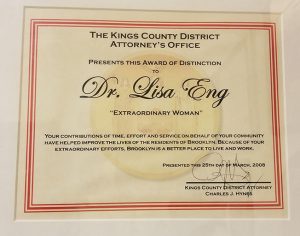 THE KINGS COUNTY DISTRICT
ATTORNEY'S OFFICE
PRESENTS THIS AWARD OF DISTINCTION
TO
Dr. Lisa Eng
"EXTRAORDINARY WOMAN"
YOUR CONTRIBUTIONS OF TIME, EFFORT AND SERVICE ON BEHALF OF YOUR COMMUNITY
HAVE HELPED IMPROVE THE LIVES OF THE RESIDENTS OF BROOKLYN. BECAUSE OF YOUR
EXTRAORDINARY EFFORTS, BROOKLYN IS A BETTER PLACE TO LIVE AND WORK.
PRESENTED THIS 25TH DAY OF MARCH, 2008
KINGS COUNTY DISTRICT ATTORNEY
CHARLES J. HYNES